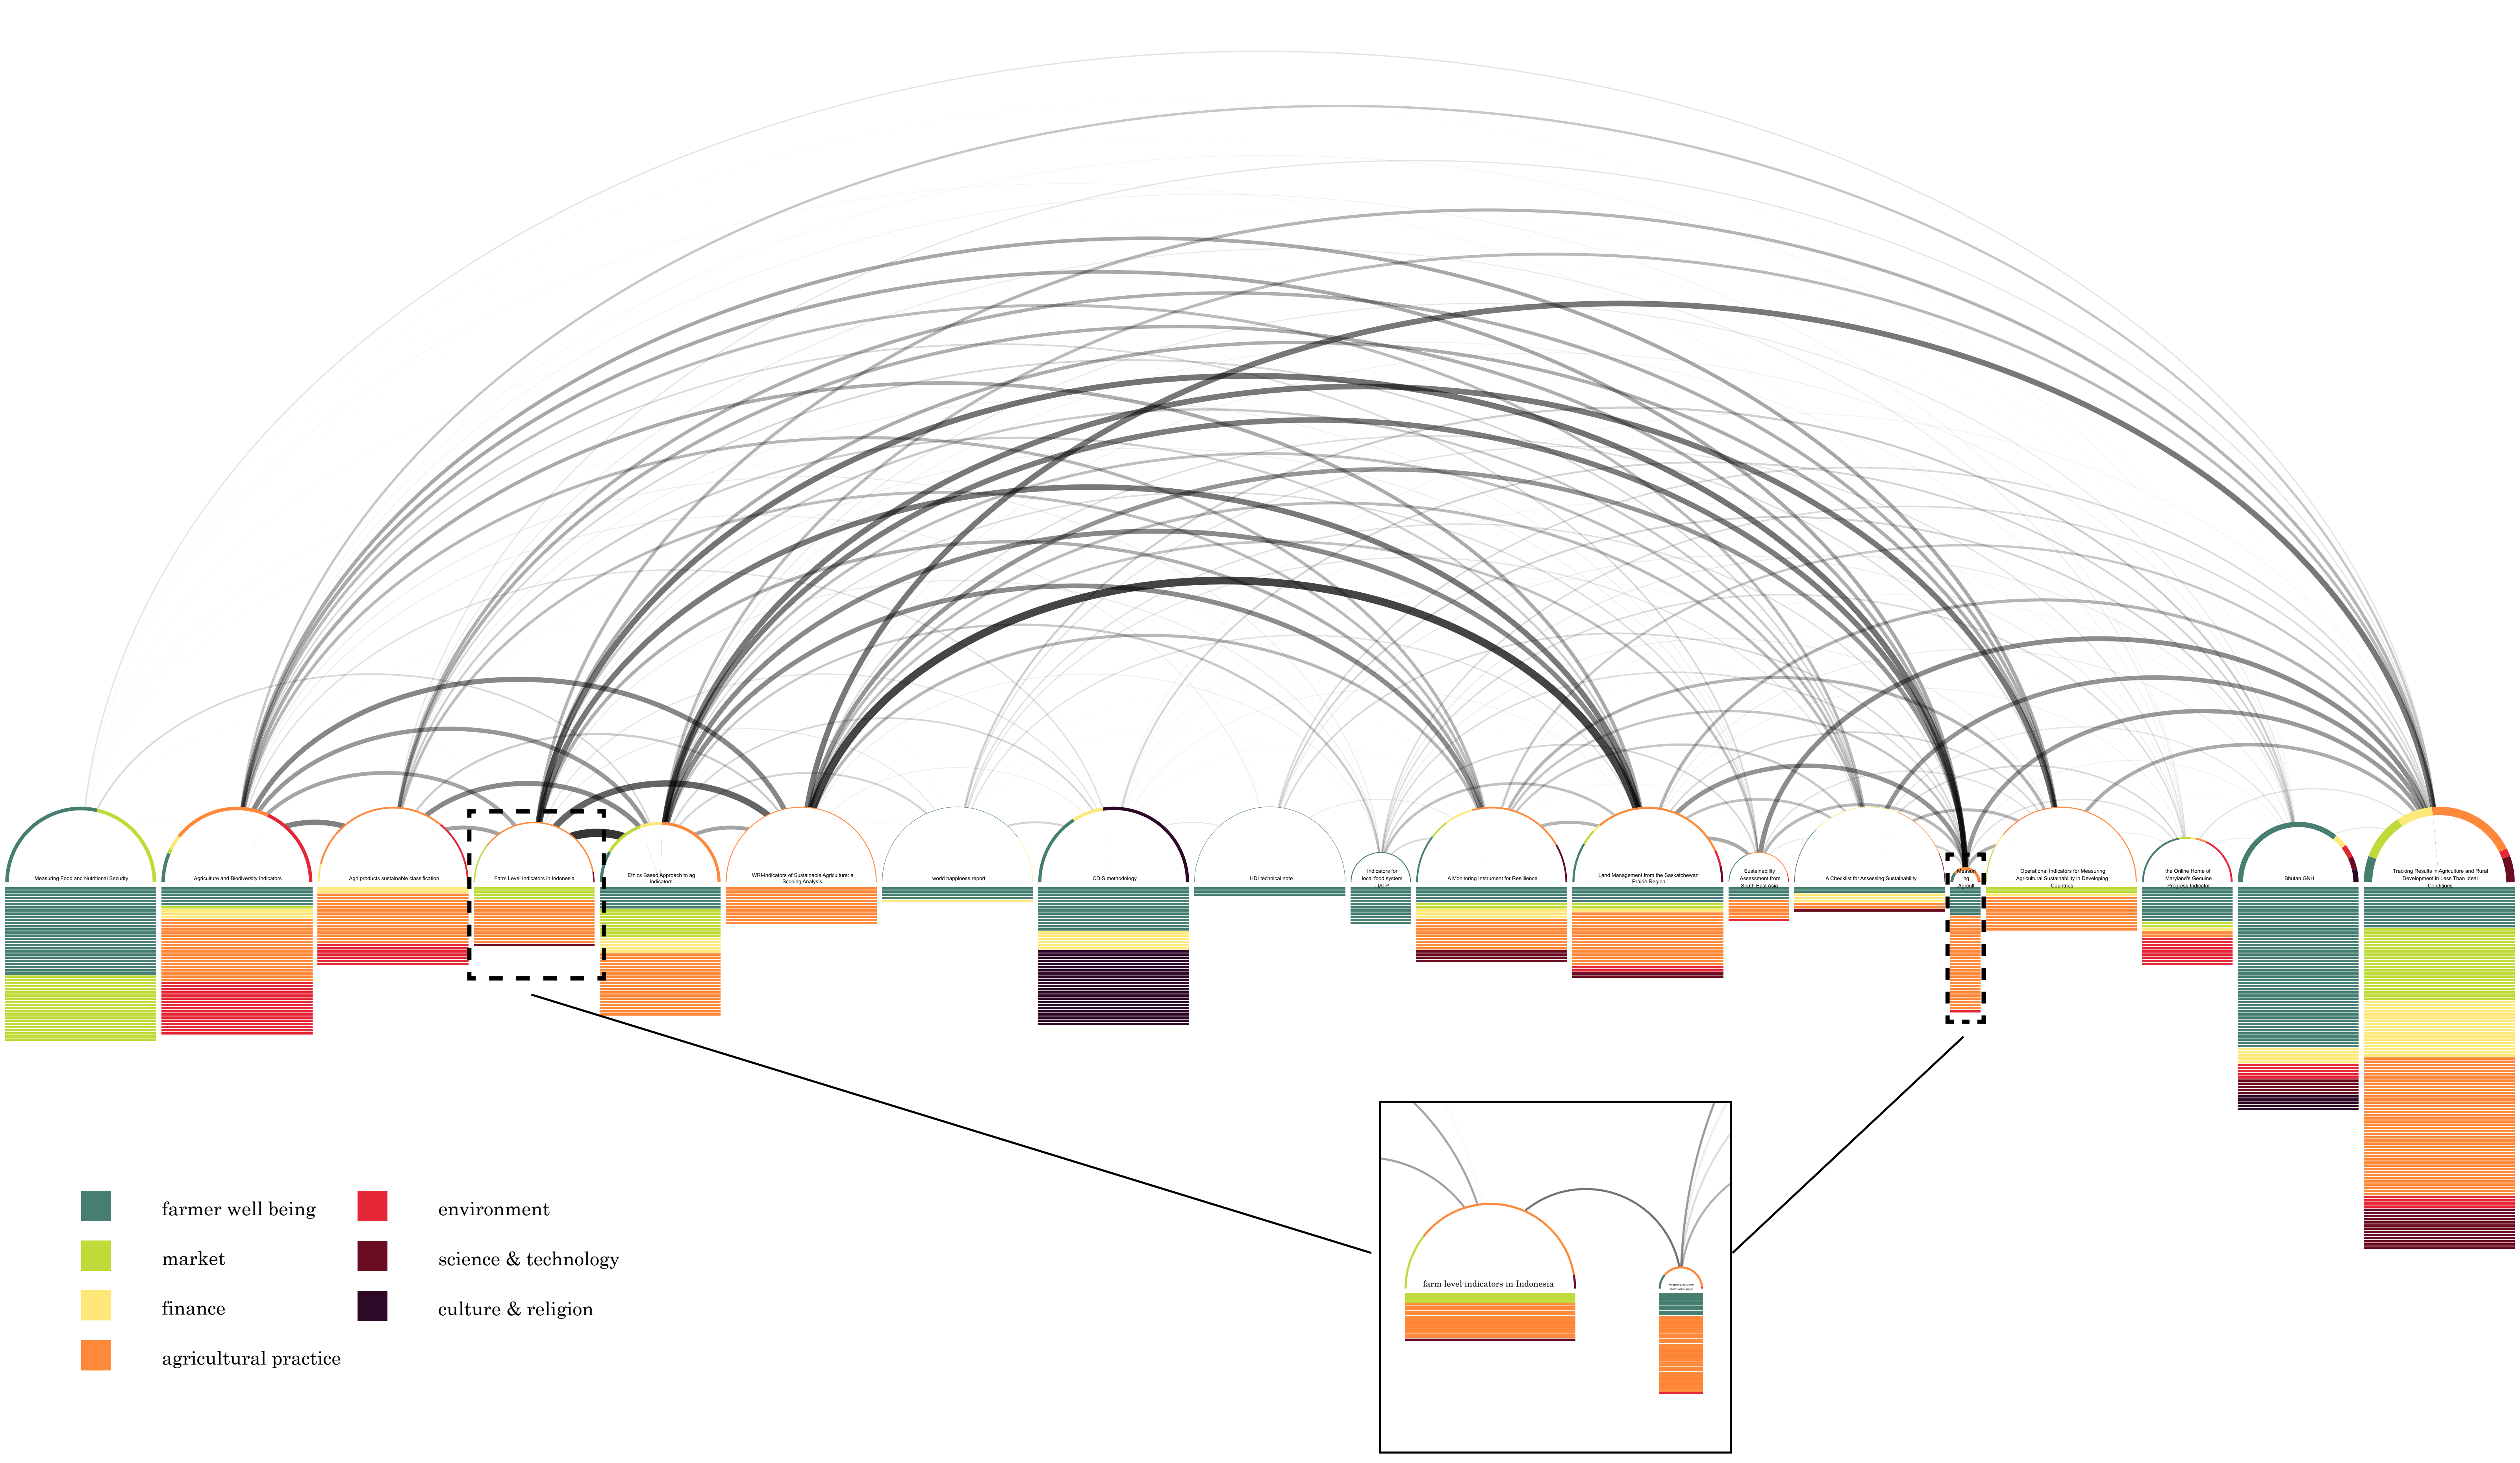 Measuring Food and Nutritional Security
Agriculture and Biodiversity Indicators
Agri products sustainable classification
Farm Level Indicators in Indonesia
Ethics Based Approach to ag
Indicators
WRI-Indicators of Sustainable Agriculture: a
Scoping Analysis
world happiness report
CDIS methodology
HDI technical note
Indicators for
local food system
- IATP
A Monitoring Instrument for Resillience
Land Management from the Saskatchewan
Prairie Region
Sustainability
Assessment from
South East Asia
A Checklist for Assessing Sustainability
Measuri
ng
Agricult
Operational Indicators for Measuring
Agricultural Sustainability in Developing
Countries
the Online Home of
Maryland's Genuine
Progress Indicator
Bhutan GNH
Tracking Results in Agriculture and Rural
Development in Less Than Ideal
Conditions
farmer well being
market
finance
agricultural practice
environment
science & technology
culture & religion
farm level indicators in Indonesia